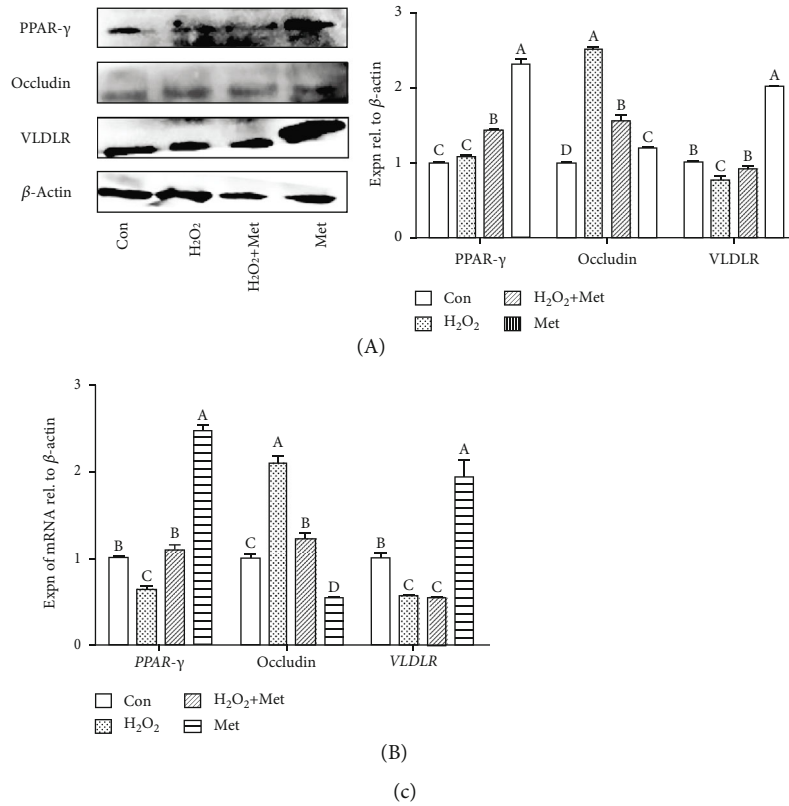 PPAR-γ
Occludin
VLDLR
β-Actin
Con
H₂O₂
H₂O₂+Met
Met
Expn rel. to β-actin
3
2
1
0
C C B A
D A B C
B C B A
PPAR-γ Occludin VLDLR
Con H₂O₂+Met
H₂O₂ Met
(A)
Expn of mRNA rel. to β-actin
3
2
1
0
B C B A
C A B D
B C C A
PPAR-γ Occludin VLDLR
Con H₂O₂+Met
H₂O₂ Met
(B)
(c)